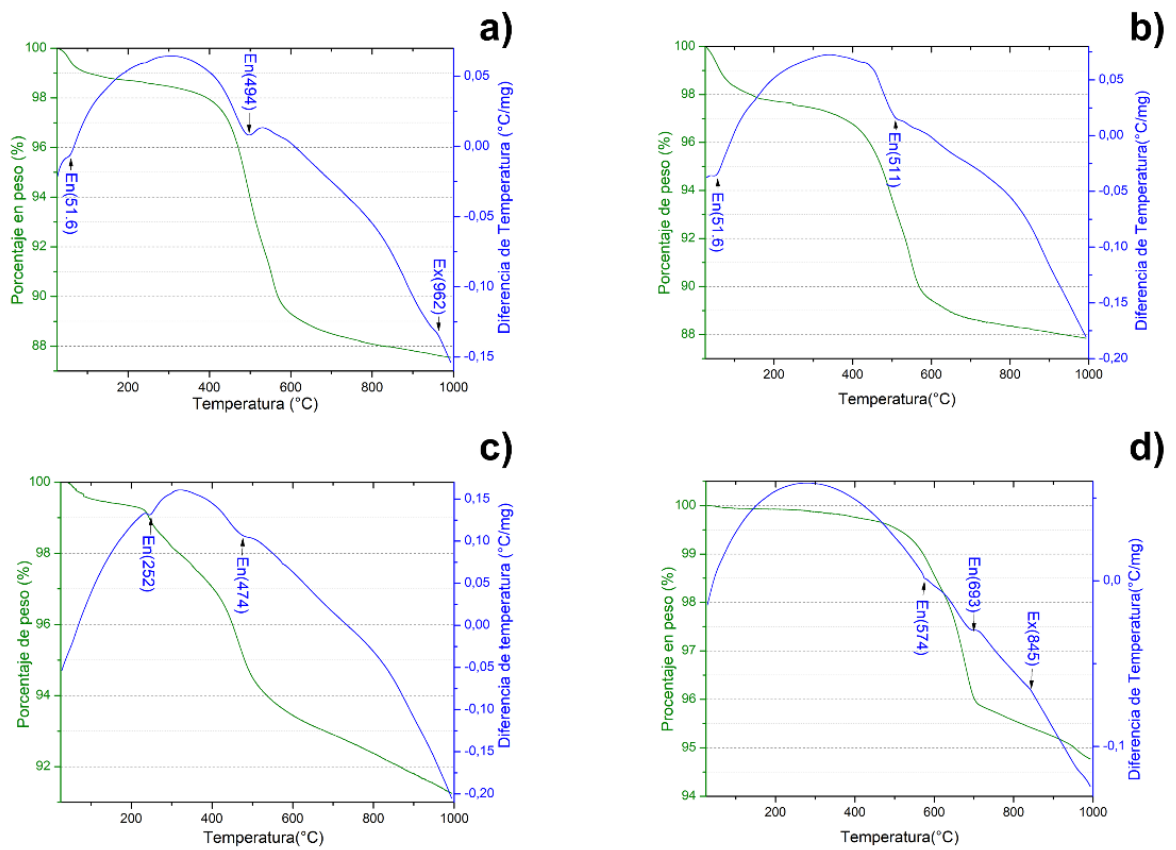 a)
100
98
96
94
92
90
88
Porcentaje en peso (%)
En(51.6)
En(494)
Ex(962)
0,05
0,00
-0,05
-0,10
-0,15
Diferencia de Temperatura (°C/mg)
200 400 600 800 1000
Temperatura (°C)
b)
100
98
96
94
92
90
88
Porcentaje de peso (%)
En(51.6)
En(511)
0,05
0,00
-0,05
-0,10
-0,15
-0,20
Diferencia de Temperatura(°C/mg)
200 400 600 800 1000
Temperatura(°C)
c)
100
98
96
94
92
Porcentaje de peso (%)
En(252)
En(474)
0,15
0,10
0,05
0,00
-0,05
-0,10
-0,15
-0,20
Diferencia de temperatura (°C/mg)
200 400 600 800 1000
Temperatura(°C)
d)
100
99
98
97
96
95
94
Procentaje en peso (%)
En(574)
En(693)
Ex(845)
0,0
-0,1
Diferencia de Temperatura(°C/mg)
200 400 600 800 1000
Temperatura(°C)